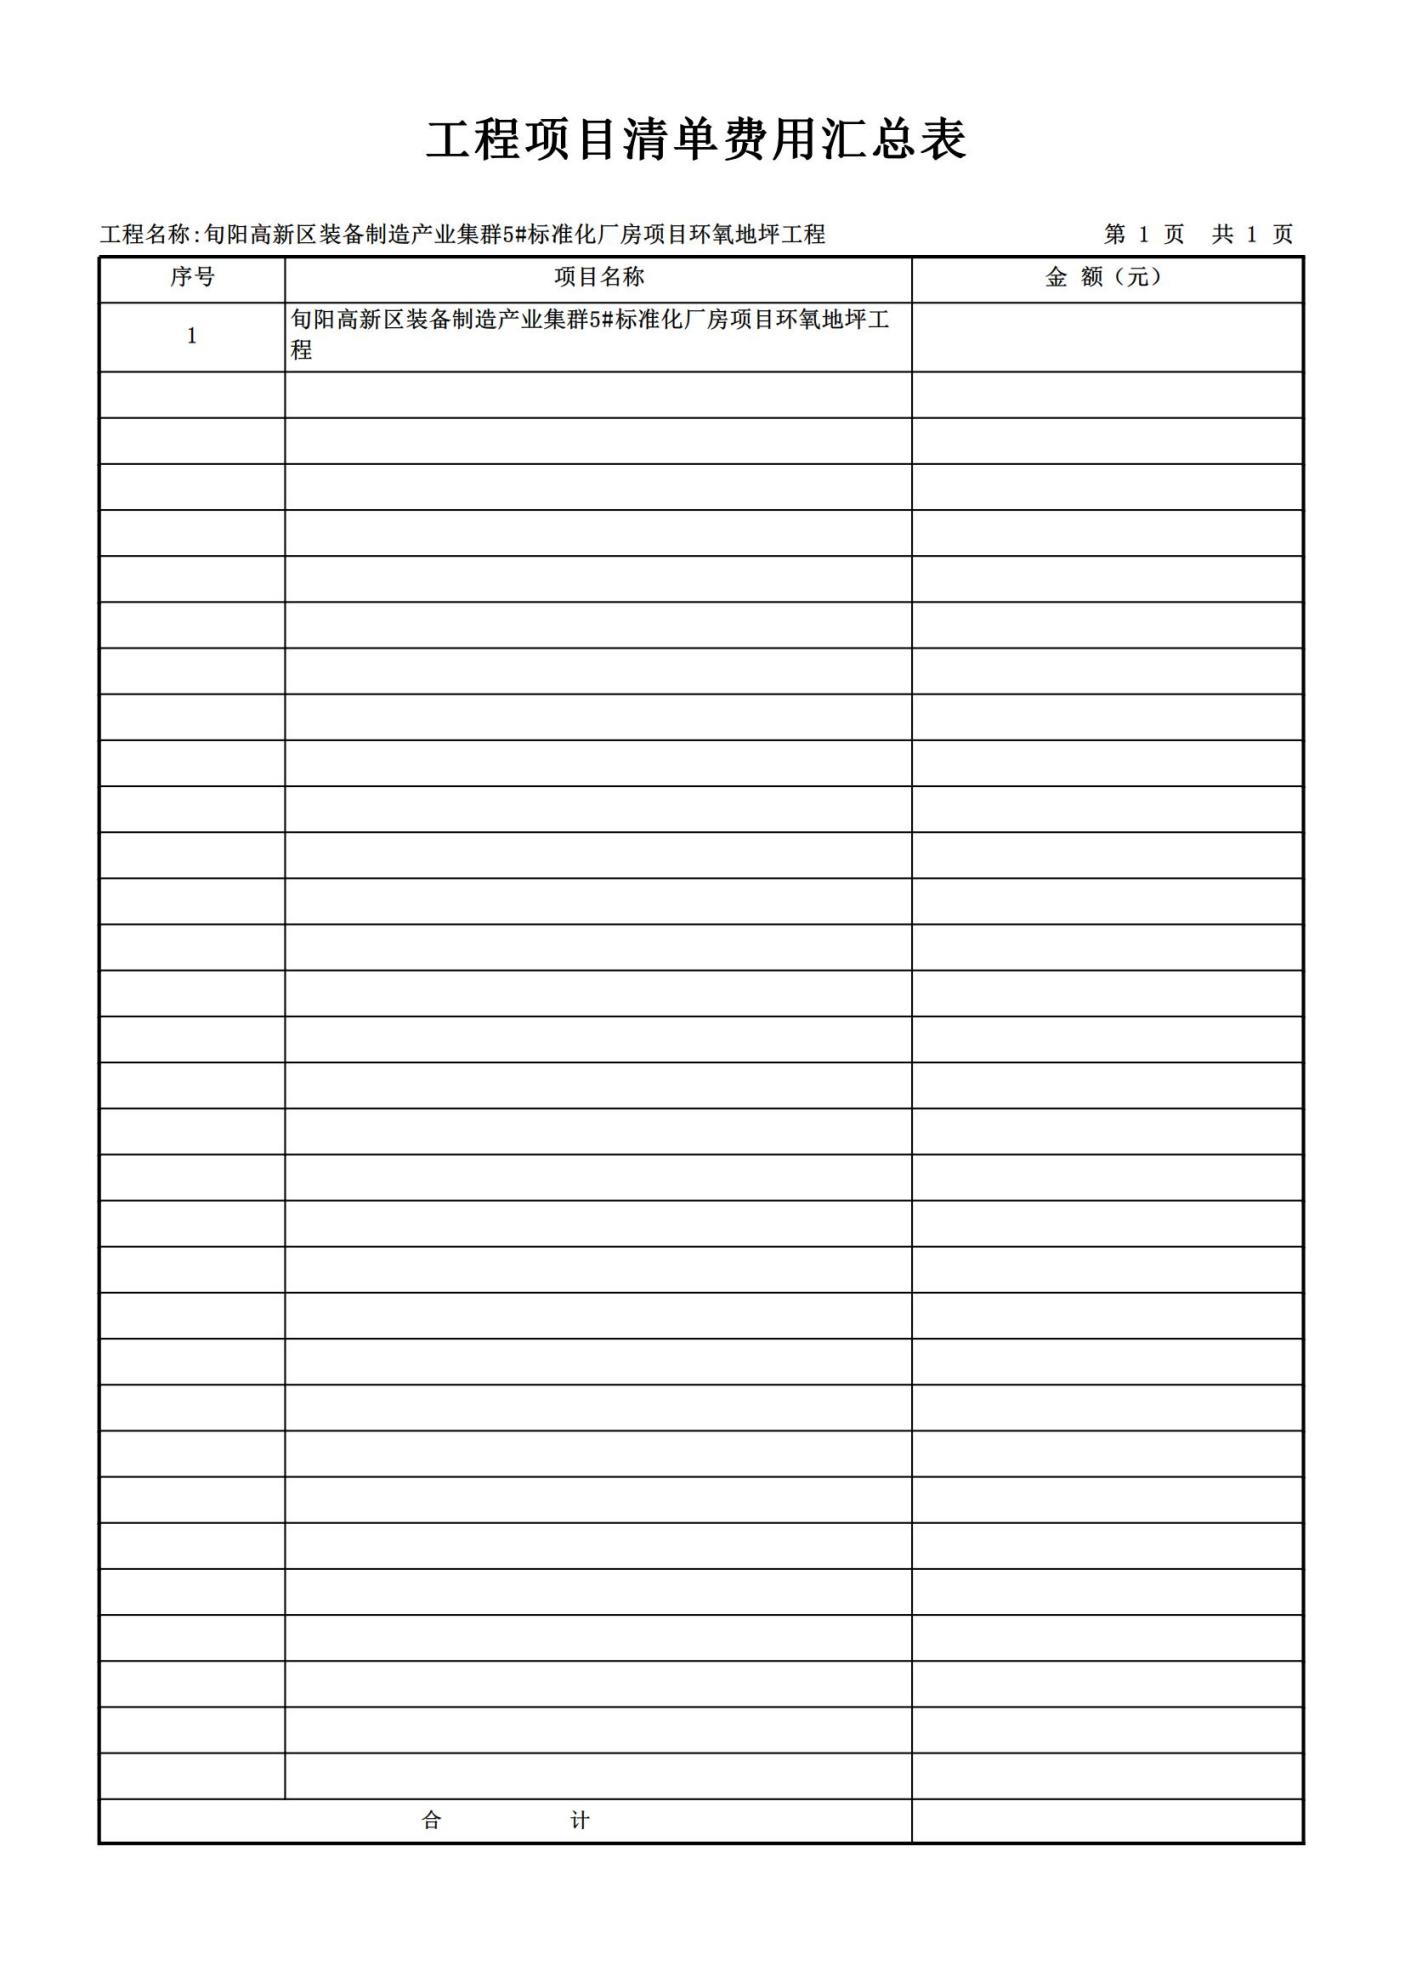 工程项目清单费用汇总表
工程名称:旬阳高新区装备制造产业集群5#标准化厂房项目环氧地坪工程 第 1 页 共 1 页
序号 项目名称 金 额（元）
1 旬阳高新区装备制造产业集群5#标准化厂房项目环氧地坪工
程
合 计